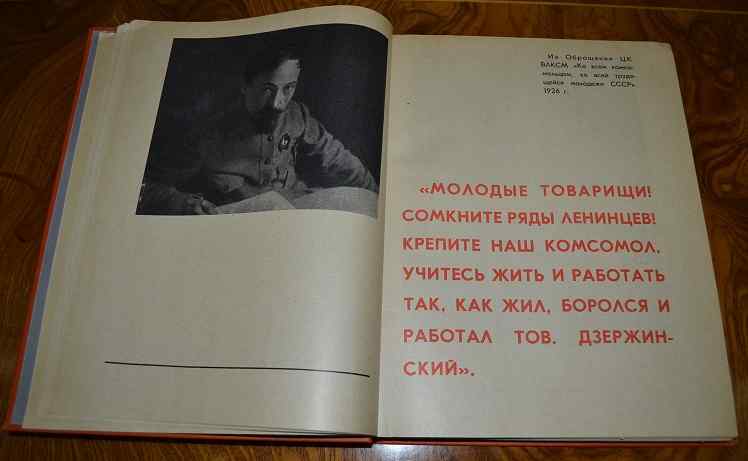 Из Обращения ЦК
ВЛКСМ «Ко всем комсо-
мольцам, ко всей трудя-
щейся молодежи СССР»
1926 г.
«МОЛОДЫЕ ТОВАРИЩИ!
СОМКНИТЕ РЯДЫ ЛЕНИНЦЕВ!
КРЕПИТЕ НАШ КОМСОМОЛ.
УЧИТЕСЬ ЖИТЬ И РАБОТАТЬ
ТАК, КАК ЖИЛ, БОРОЛСЯ И
РАБОТАЛ ТОВ. ДЗЕРЖИН-
СКИЙ».